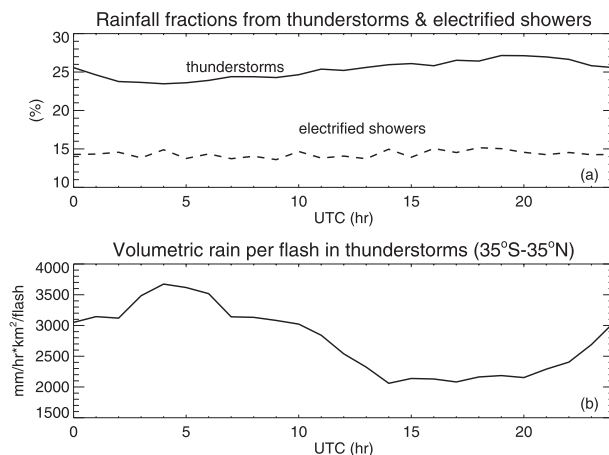 Rainfall fractions from thunderstorms & electrified showers
30
25
20
15
10
(%)
thunderstorms
electrified showers
(a)
0 5 10 15 20
UTC (hr)
Volumetric rain per flash in thunderstorms (35°S-35°N)
4000
3500
3000
2500
2000
1500
mm/hr*km²/flash
(b)
0 5 10 15 20
UTC (hr)